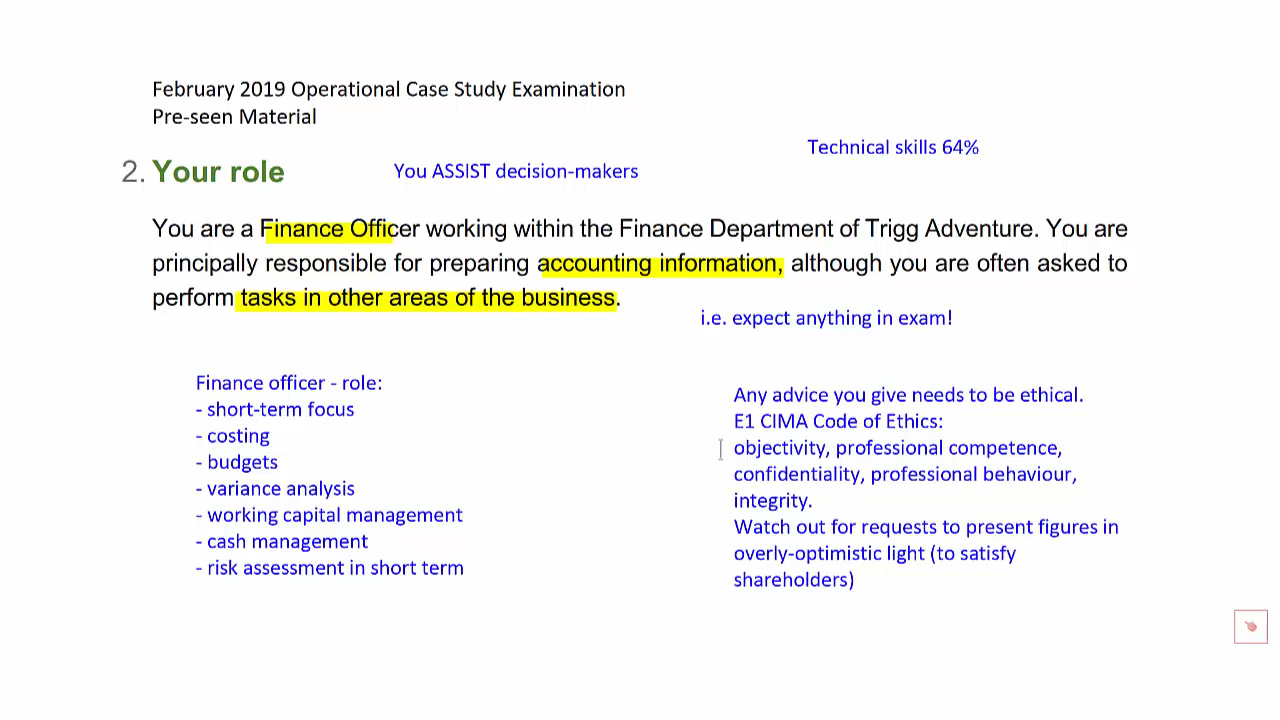 February 2019 Operational Case Study Examination
Pre-seen Material
Technical skills 64%
2. Your role
You ASSIST decision-makers
You are a Finance Officer working within the Finance Department of Trigg Adventure. You are
principally responsible for preparing accounting information, although you are often asked to
perform tasks in other areas of the business.
i.e. expect anything in exam!
Finance officer - role:
- short-term focus
- costing
- budgets
- variance analysis
- working capital management
- cash management
- risk assessment in short term
Any advice you give needs to be ethical.
E1 CIMA Code of Ethics:
objectivity, professional competence,
confidentiality, professional behaviour,
integrity.
Watch out for requests to present figures in
overly-optimistic light (to satisfy
shareholders)